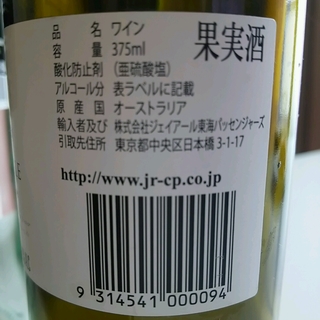 品名 ワイン
果実酒
容量 375ml
酸化防止剤 (亜硫酸塩)
アルコール分 表ラベルに記載
原産国 オーストラリア
輸入者及び 株式会社ジェイアール東海パッセンジャーズ
引取先住所 東京都中央区日本橋3-1-17
http://www.jr-cp.co.jp
9 314541 000094